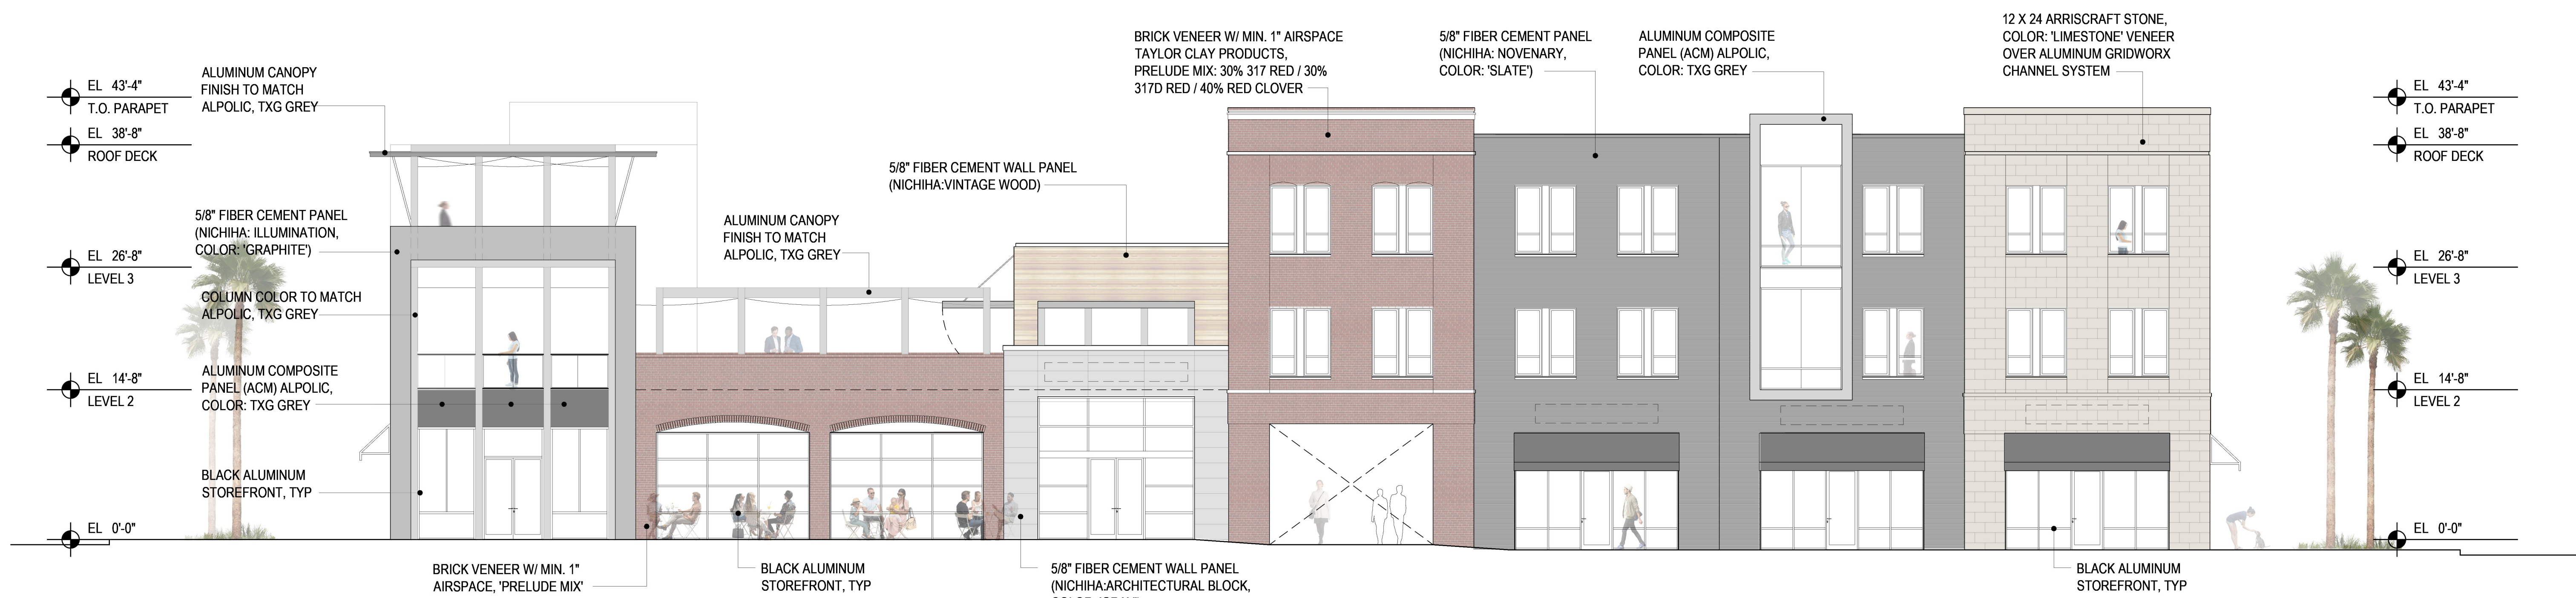 EL 43'-4"
T.O. PARAPET
EL 38'-8"
ROOF DECK
EL 26'-8"
LEVEL 3
EL 14'-8"
LEVEL 2
EL 0'-0"
ALUMINUM CANOPY
FINISH TO MATCH
ALPOLIC, TXG GREY
5/8" FIBER CEMENT PANEL
(NICHIHA: ILLUMINATION,
COLOR: 'GRAPHITE')
COLUMN COLOR TO MATCH
ALPOLIC, TXG GREY
ALUMINUM COMPOSITE
PANEL (ACM) ALPOLIC,
COLOR: TXG GREY
BLACK ALUMINUM
STOREFRONT, TYP
BRICK VENEER W/ MIN. 1"
AIRSPACE, 'PRELUDE MIX'
ALUMINUM CANOPY
FINISH TO MATCH
ALPOLIC, TXG GREY
BLACK ALUMINUM
STOREFRONT, TYP
5/8" FIBER CEMENT WALL PANEL
(NICHIHA:VINTAGE WOOD)
5/8" FIBER CEMENT WALL PANEL
(NICHIHA:ARCHITECTURAL BLOCK,
BRICK VENEER W/ MIN. 1" AIRSPACE
TAYLOR CLAY PRODUCTS,
PRELUDE MIX: 30% 317 RED / 30%
317D RED / 40% RED CLOVER
5/8" FIBER CEMENT PANEL
(NICHIHA: NOVENARY,
COLOR: 'SLATE')
ALUMINUM COMPOSITE
PANEL (ACM) ALPOLIC,
COLOR: TXG GREY
12 X 24 ARRISCRAFT STONE,
COLOR: 'LIMESTONE' VENEER
OVER ALUMINUM GRIDWORX
CHANNEL SYSTEM
BLACK ALUMINUM
STOREFRONT, TYP
EL 43'-4"
T.O. PARAPET
EL 38'-8"
ROOF DECK
EL 26'-8"
LEVEL 3
EL 14'-8"
LEVEL 2
EL 0'-0"